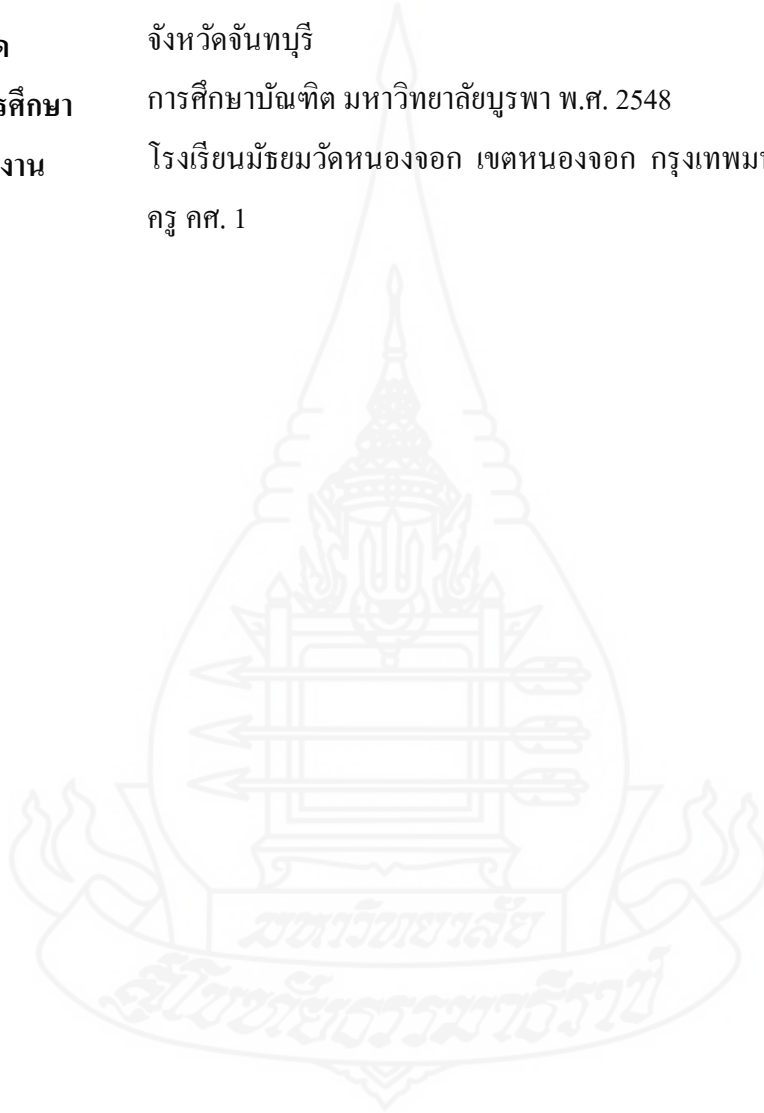 จังหวัดจันทบุรี
รศึกษา การศึกษาบัณฑิต มหาวิทยาลัยบูรพา พ.ศ. 2548
งาน โรงเรียนมัธยมวัดหนองจอก เขตหนองจอก กรุงเทพม
ครู คศ. 1
มหาวิทยาลัย
สุโขทัยธรรมาธิราช